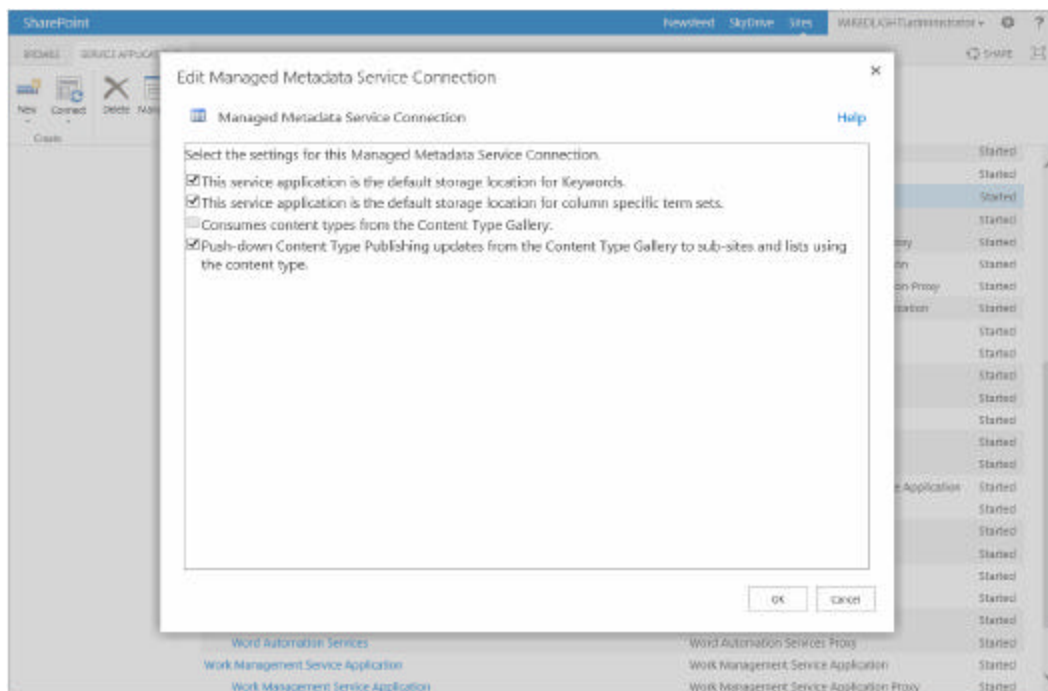 SharePoint
Newsfeed SkyDrive Sites
BROWSE
SHARE
New Connect Delete
Create
Edit Managed Metadata Service Connection
Managed Metadata Service Connection
Help
Select the settings for this Managed Metadata Service Connection.
This service application is the default storage location for Keywords.
This service application is the default storage location for column specific term sets.
Consumes content types from the Content Type Gallery.
Push-down Content Type Publishing updates from the Content Type Gallery to sub-sites and lists using
the content type.
Started
Started
Started
Started
Started
Started
on Proxy Started
Started
Started
Started
Started
Started
Started
Started
Started
e Application Started
Started
Started
Started
Started
Started
Started
OK Cancel
Word Automation Services Word Automation Services Proxy Started
Work Management Service Application Work Management Service Application Started
Work Management Service Application Work Management Service Application Proxy Started